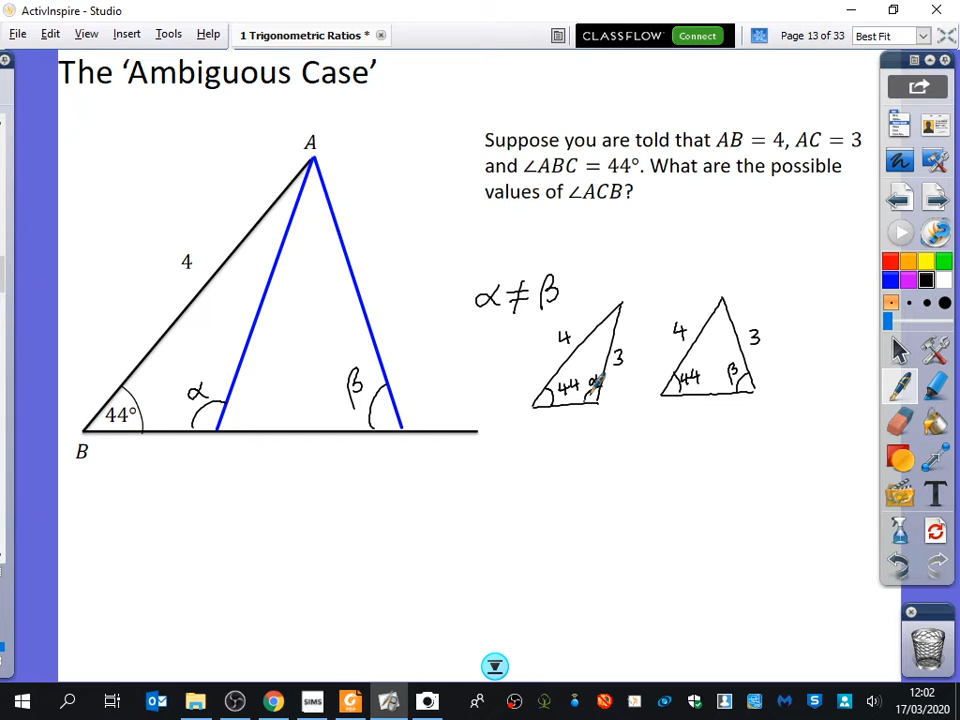 ActivInspire - Studio
File Edit View Insert Tools Help
1 Trigonometric Ratios *
CLASSFLOW Connect
Page 13 of 33
Best Fit
The ‘Ambiguous Case’
A
4
44°
B
α
β
Suppose you are told that AB = 4, AC = 3
and ∠ABC = 44°. What are the possible
values of ∠ACB?
α ≠ β
4
3
44
α
4
3
44
β
SIMS
12:02
17/03/2020